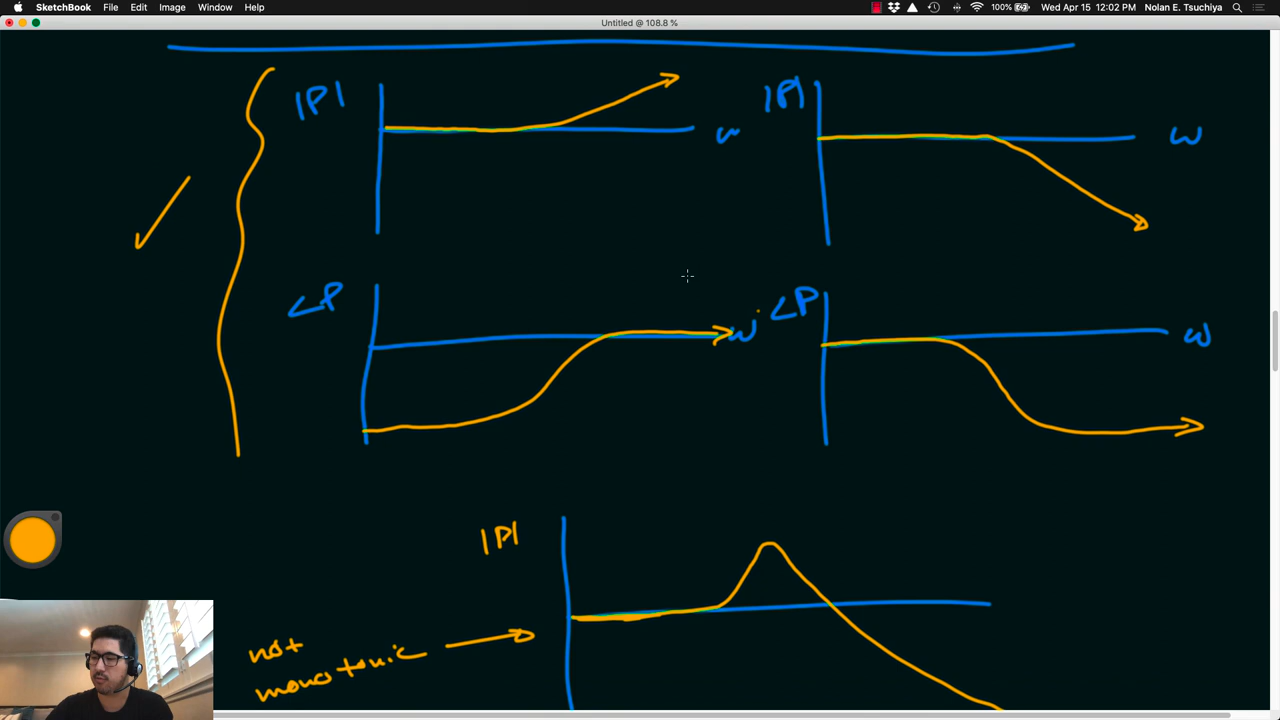 SketchBook File Edit Image Window Help 100% Wed Apr 15 12:02 PM Nolan E. Tsuchiya
Untitled @ 108.8 %
|P| w |P| w
∠P w ∠P w
|P|
not
monotonic